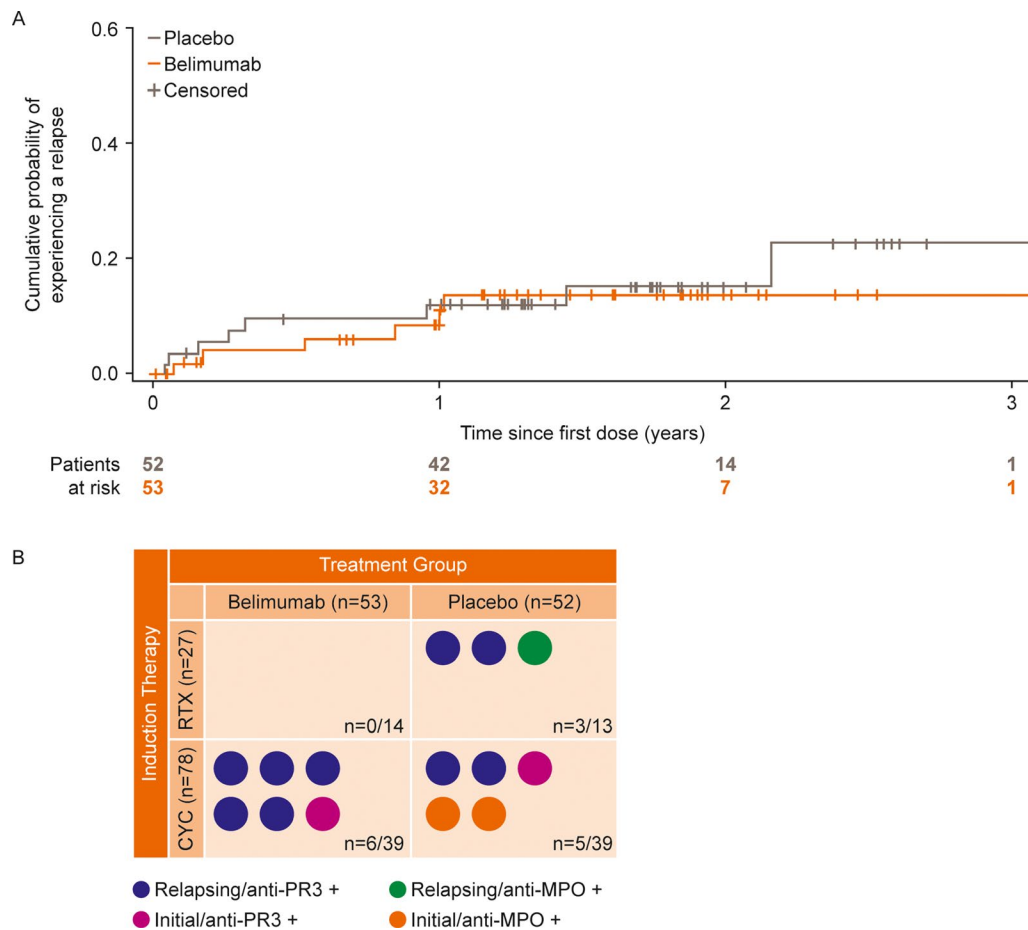 A
Placebo
Belimumab
Censored
Cumulative probability of
experiencing a relapse
0.6
0.4
0.2
0.0
0 1 2 3
Time since first dose (years)
Patients
at risk
52 42 14 1
53 32 7 1
B
Induction Therapy
Treatment Group
Belimumab (n=53) Placebo (n=52)
RTX (n=27)
n=0/14 n=3/13
CYC (n=78)
n=6/39 n=5/39
Relapsing/anti-PR3 + Relapsing/anti-MPO +
Initial/anti-PR3 + Initial/anti-MPO +